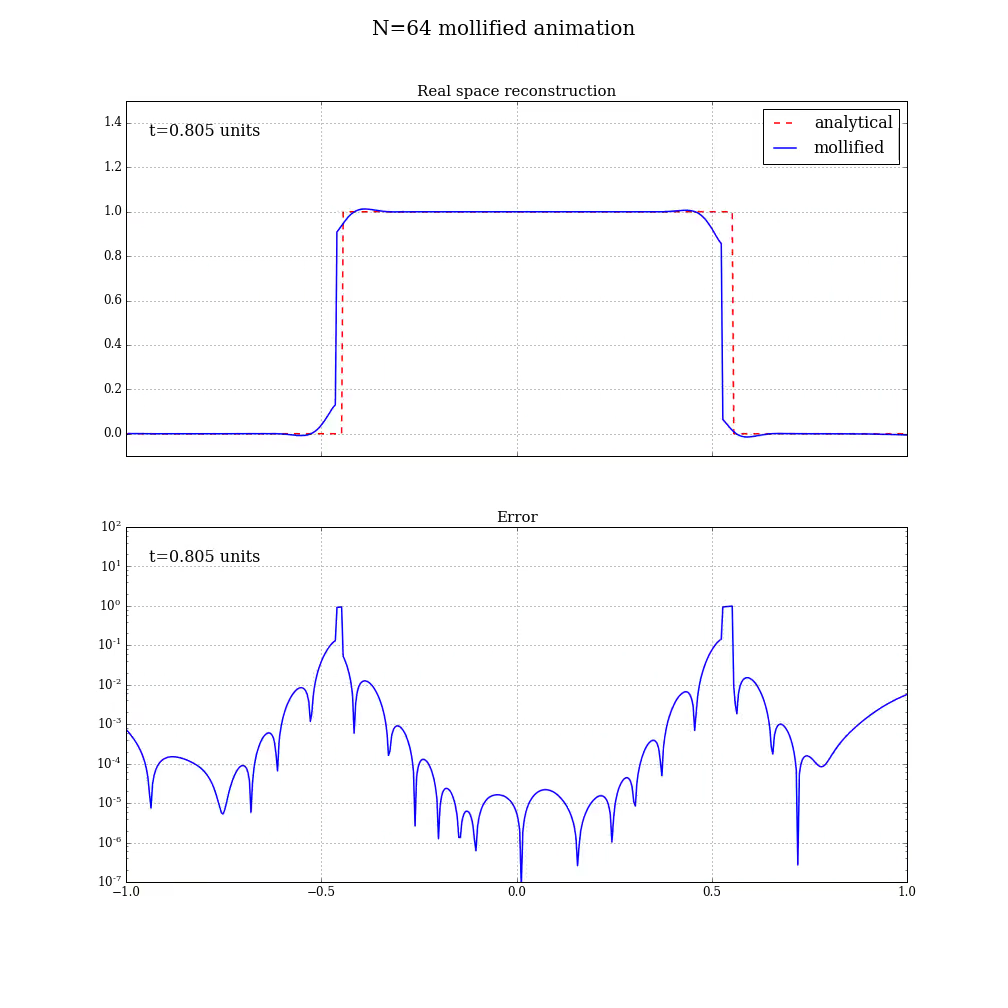 N=64 mollified animation
Real space reconstruction
t=0.805 units
analytical
mollified
1.4
1.2
1.0
0.8
0.6
0.4
0.2
0.0
Error
t=0.805 units
10²
10¹
10⁰
10⁻¹
10⁻²
10⁻³
10⁻⁴
10⁻⁵
10⁻⁶
10⁻⁷
−1.0 −0.5 0.0 0.5 1.0